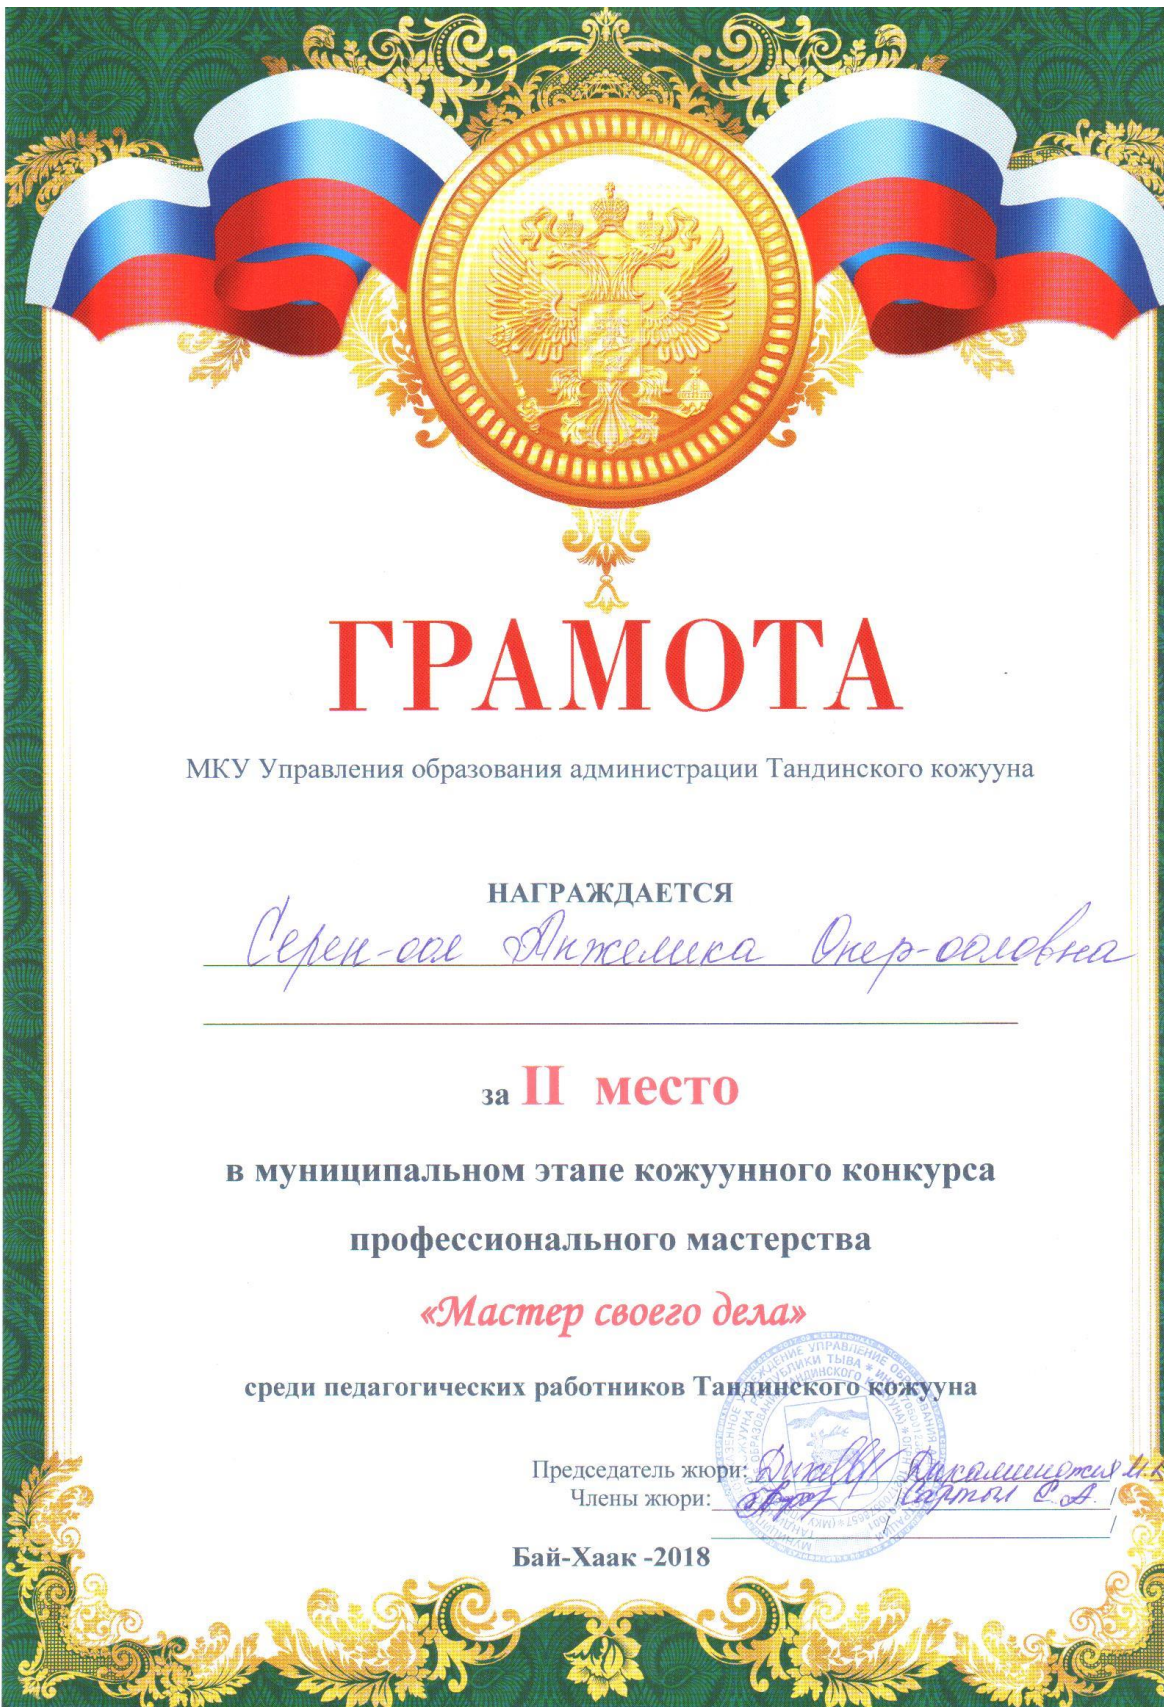 ГРАМОТА
МКУ Управления образования администрации Тандинского кожууна
НАГРАЖДАЕТСЯ
Серен-оол Анжелика Онер-ооловна
за II место
в муниципальном этапе кожуунного конкурса
профессионального мастерства
«Мастер своего дела»
среди педагогических работников Тандинского кожууна
Председатель жюри:
Члены жюри: / Сартыл С.А. /
Бай-Хаак -2018